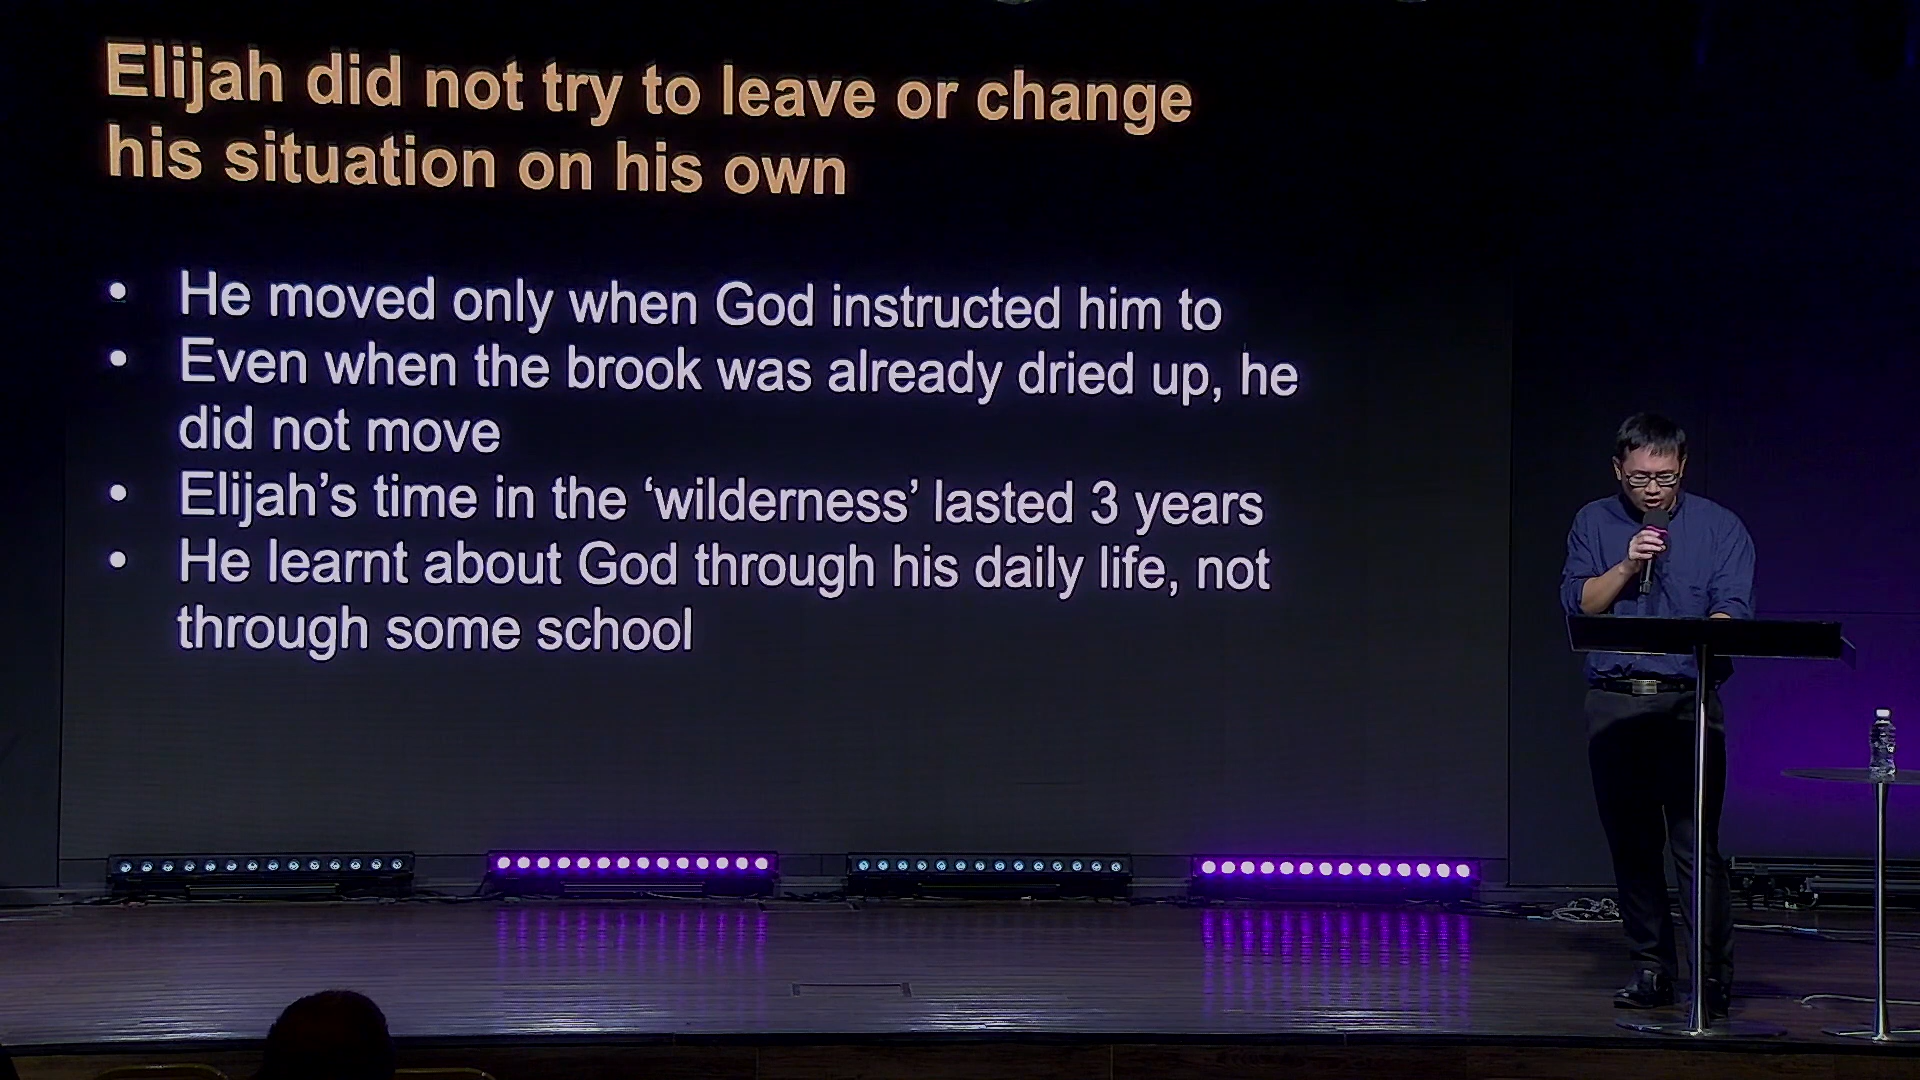 Elijah did not try to leave or change
his situation on his own
• He moved only when God instructed him to
• Even when the brook was already dried up, he
did not move
• Elijah’s time in the ‘wilderness’ lasted 3 years
• He learnt about God through his daily life, not
through some school